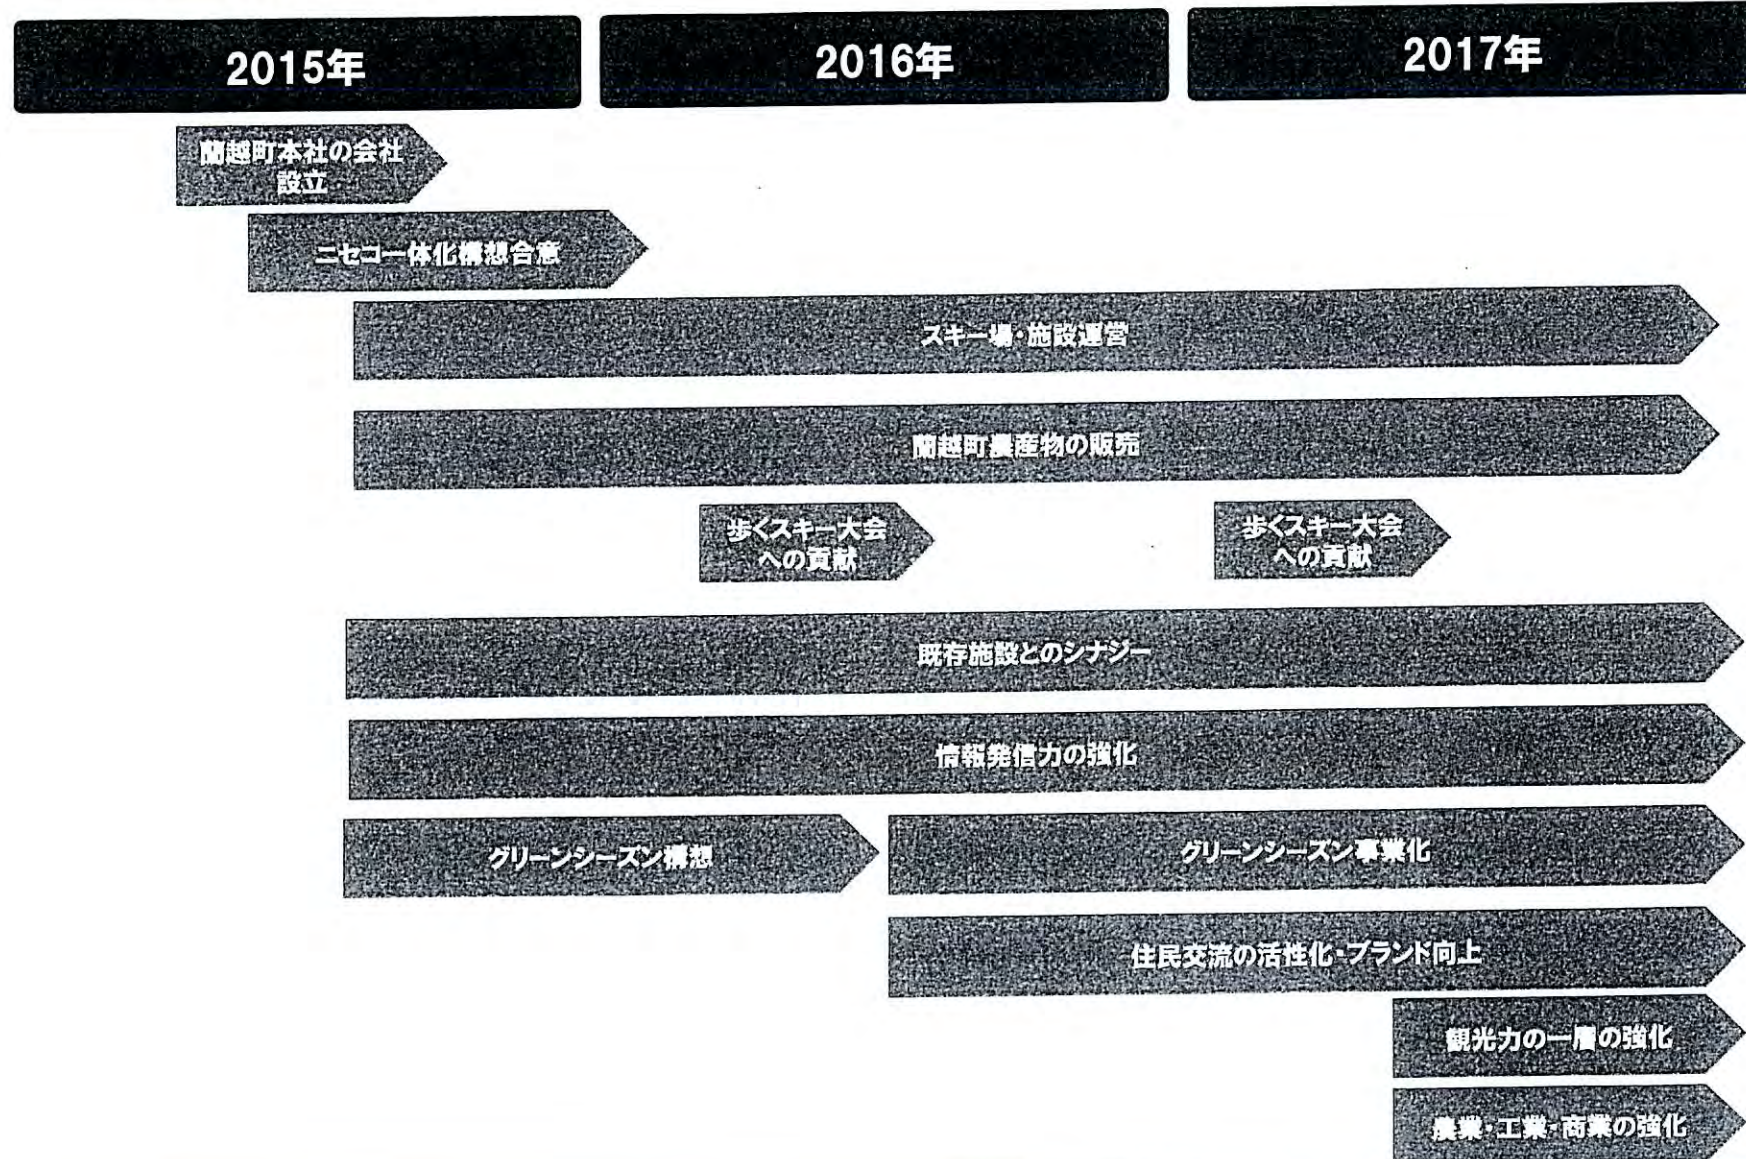 2015年
2016年
2017年
蘭越町本社の会社
設立
ニセコ一体化構想合意
スキー場・施設運営
蘭越町農産物の販売
歩くスキー大会
への貢献
歩くスキー大会
への貢献
既存施設とのシナジー
情報発信力の強化
グリーンシーズン構想
グリーンシーズン事業化
住民交流の活性化・ブランド向上
観光力の一層の強化
農業・工業・商業の強化